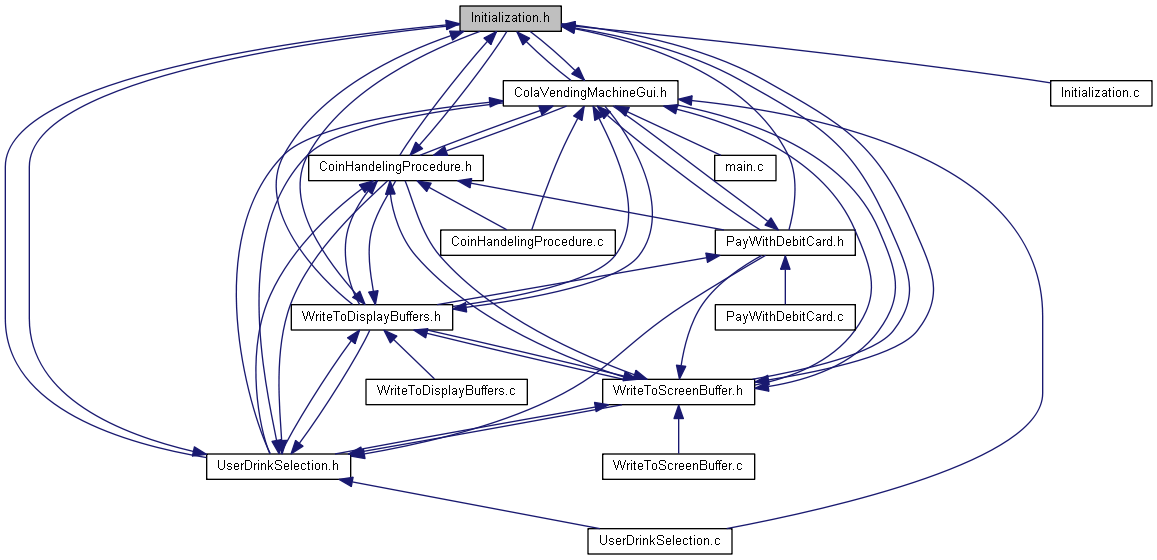 Initialization.h
ColaVendingMachineGui.h
Initialization.c
CoinHandelingProcedure.h
main.c
CoinHandelingProcedure.c
PayWithDebitCard.h
WriteToDisplayBuffers.h
PayWithDebitCard.c
WriteToDisplayBuffers.c
WriteToScreenBuffer.h
UserDrinkSelection.h
WriteToScreenBuffer.c
UserDrinkSelection.c